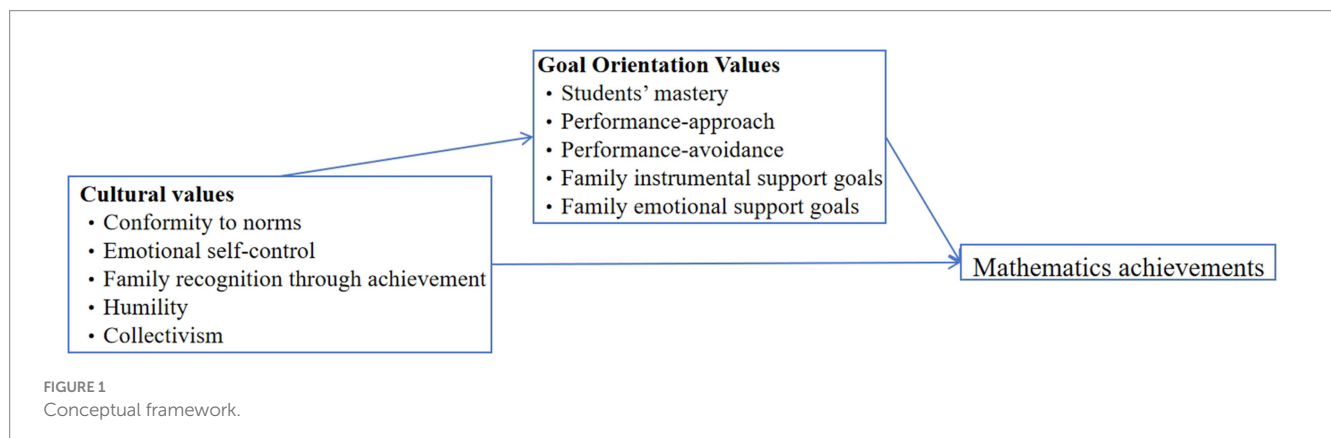 Goal Orientation Values
• Students’ mastery
• Performance-approach
• Performance-avoidance
• Family instrumental support goals
• Family emotional support goals
Cultural values
• Conformity to norms
• Emotional self-control
• Family recognition through achievement
• Humility
• Collectivism
Mathematics achievements
FIGURE 1
Conceptual framework.